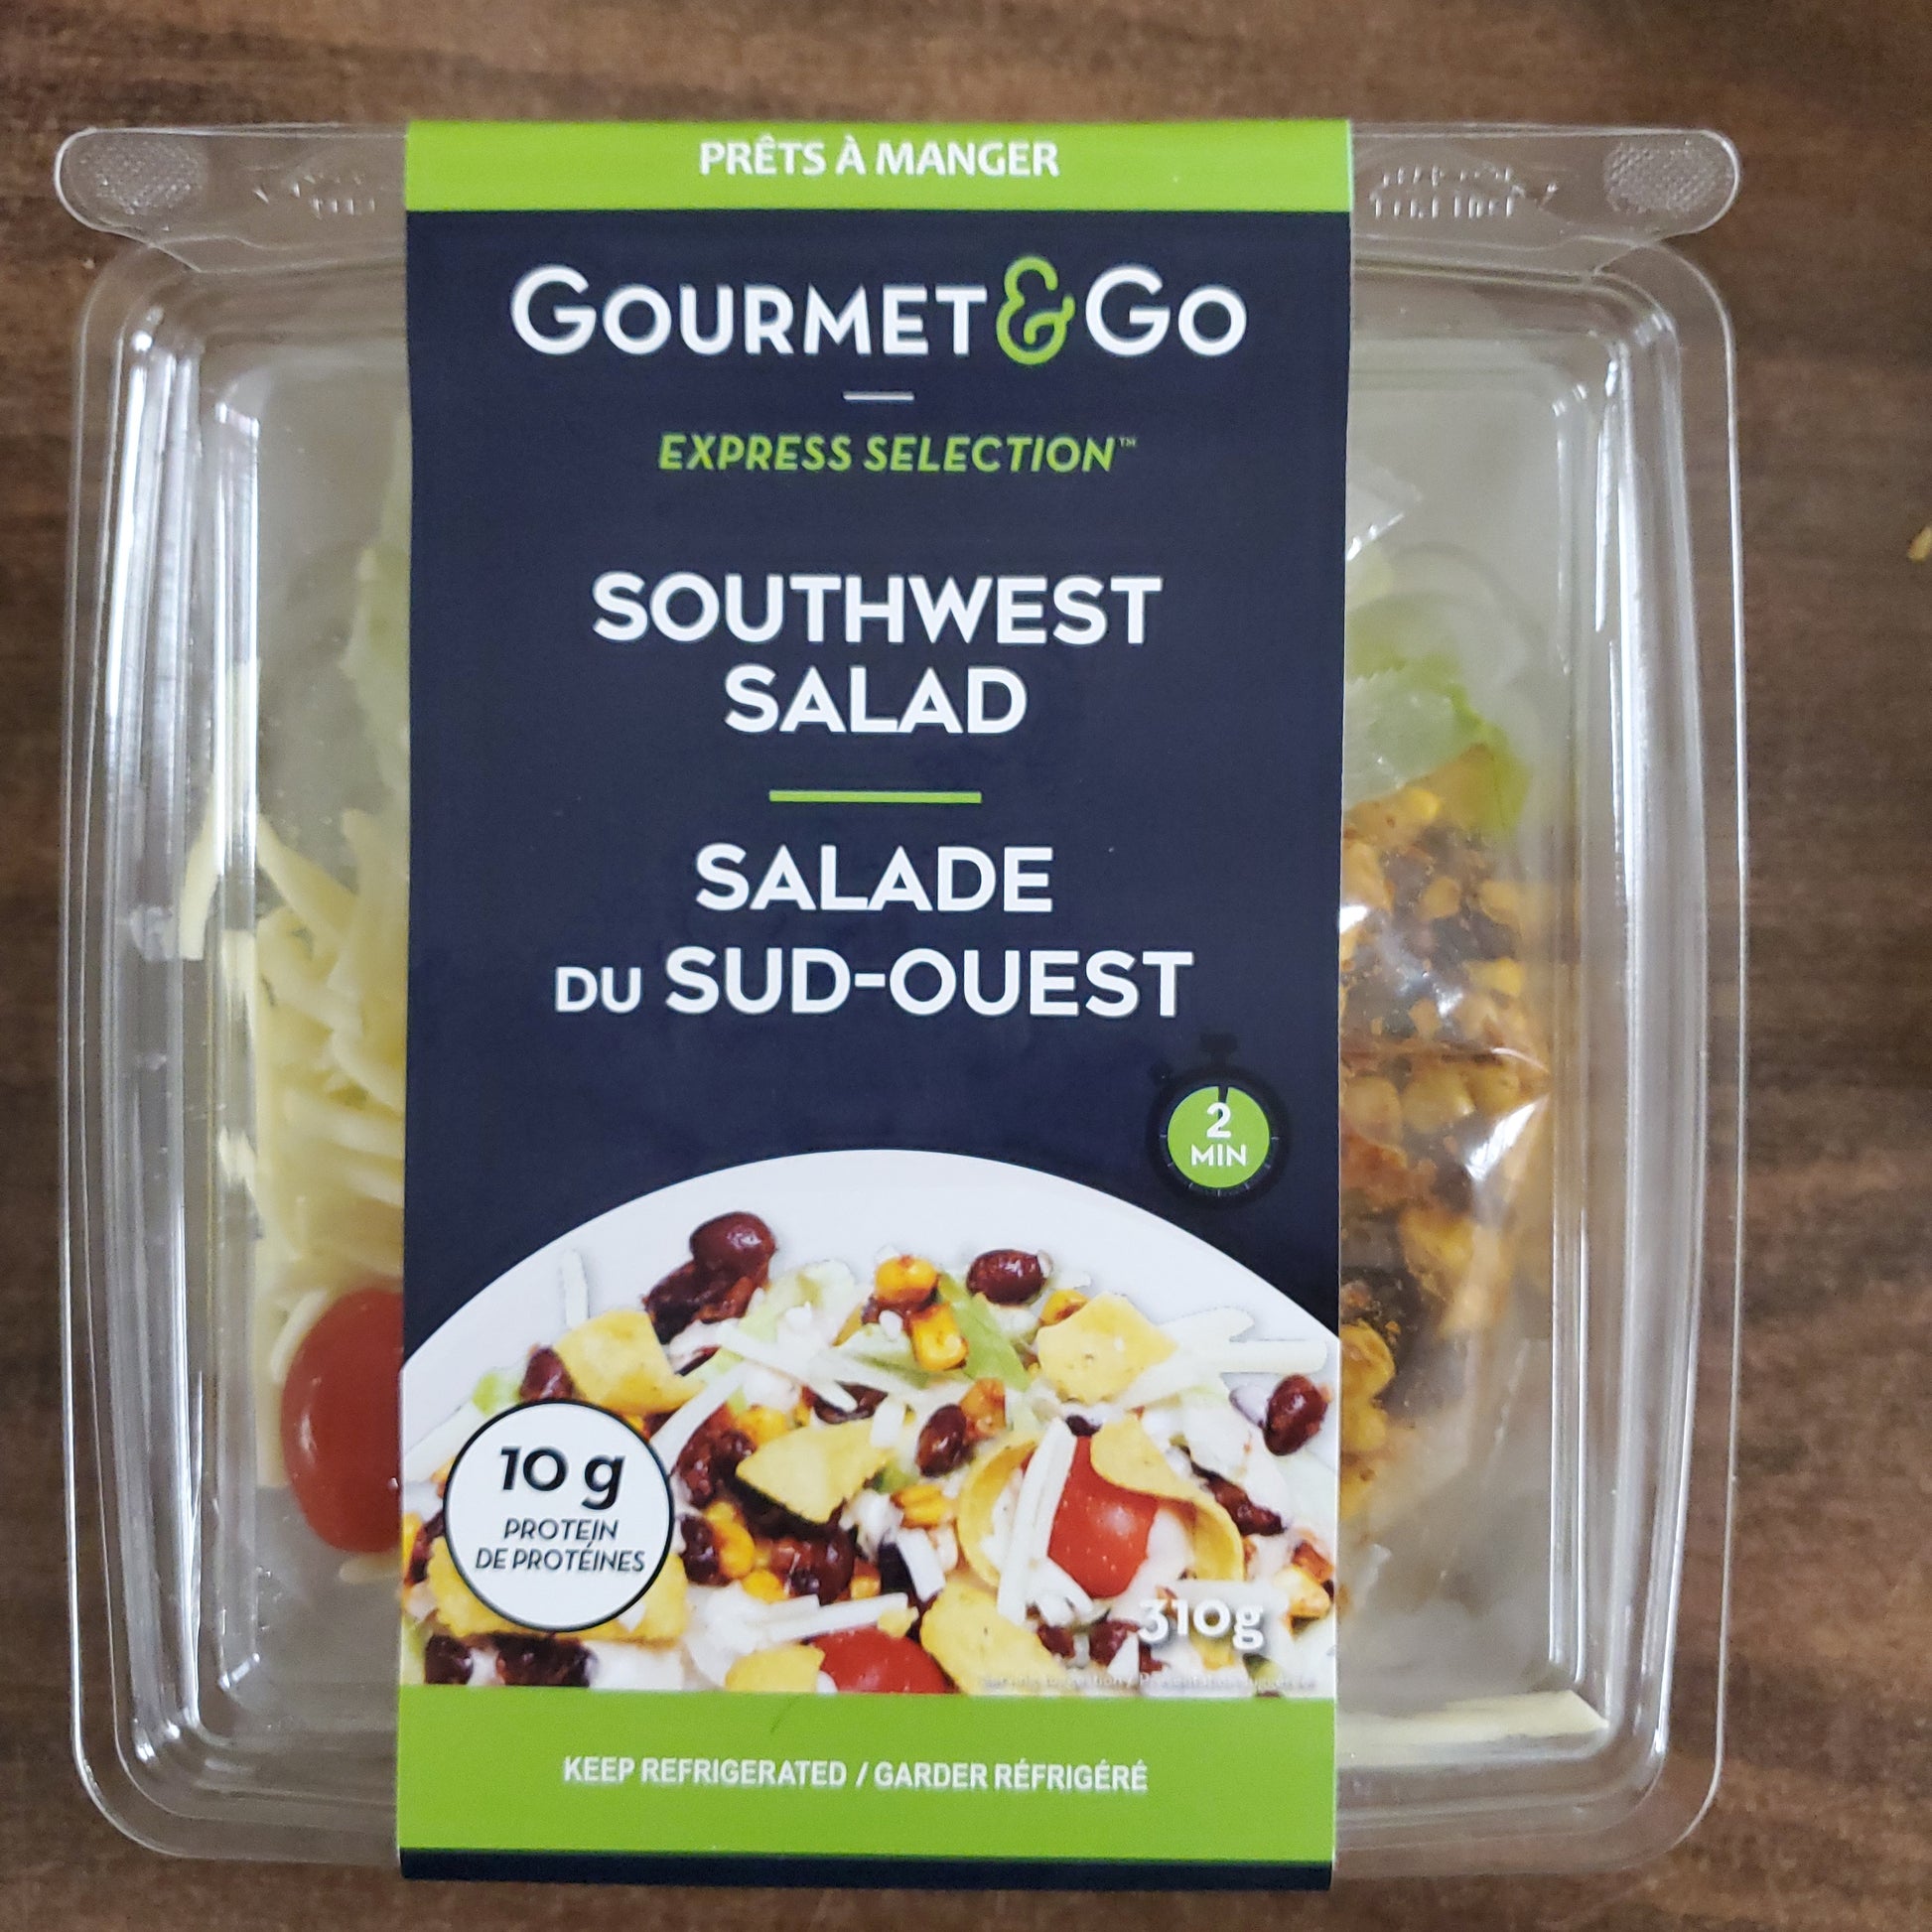 PRÊTS À MANGER
GOURMET & GO
EXPRESS SELECTION™
SOUTHWEST
SALAD
SALADE
DU SUD-OUEST
2
MIN
10 g
PROTEIN
DE PROTÉINES
310g
KEEP REFRIGERATED / GARDER RÉFRIGÉRÉ